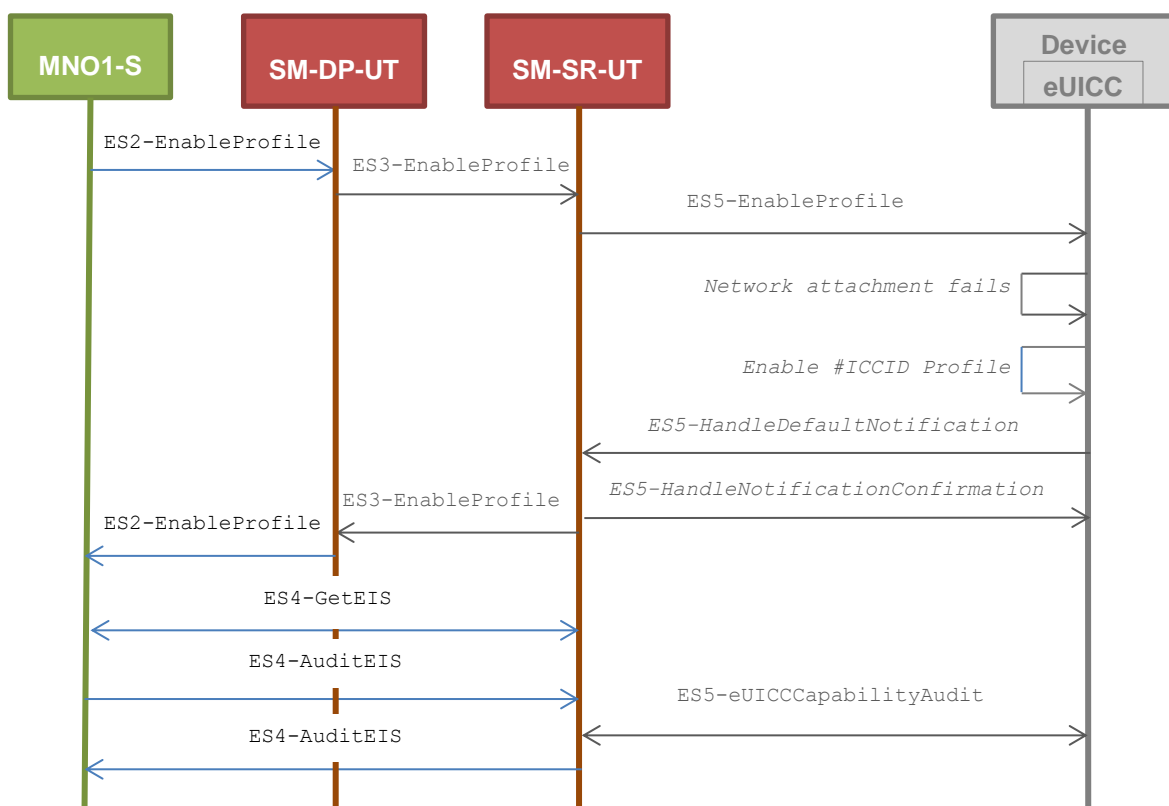 MNO1-S
SM-DP-UT
SM-SR-UT
Device
eUICC
ES2-EnableProfile
ES3-EnableProfile
ES5-EnableProfile
Network attachment fails
Enable #ICCID Profile
ES5-HandleDefaultNotification
ES5-HandleNotificationConfirmation
ES3-EnableProfile
ES2-EnableProfile
ES4-GetEIS
ES4-AuditEIS
ES5-eUICCCapabilityAudit
ES4-AuditEIS